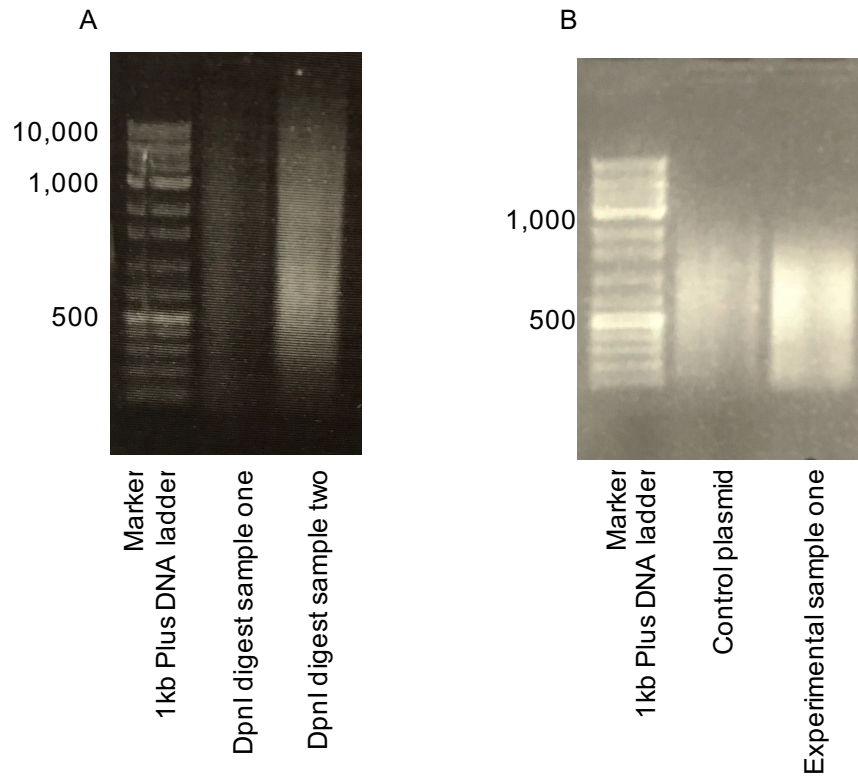 A
B
10,000
1,000
500
1,000
500
Marker
1kb Plus DNA ladder
DpnI digest sample one
DpnI digest sample two
Marker
1kb Plus DNA ladder
Control plasmid
Experimental sample one